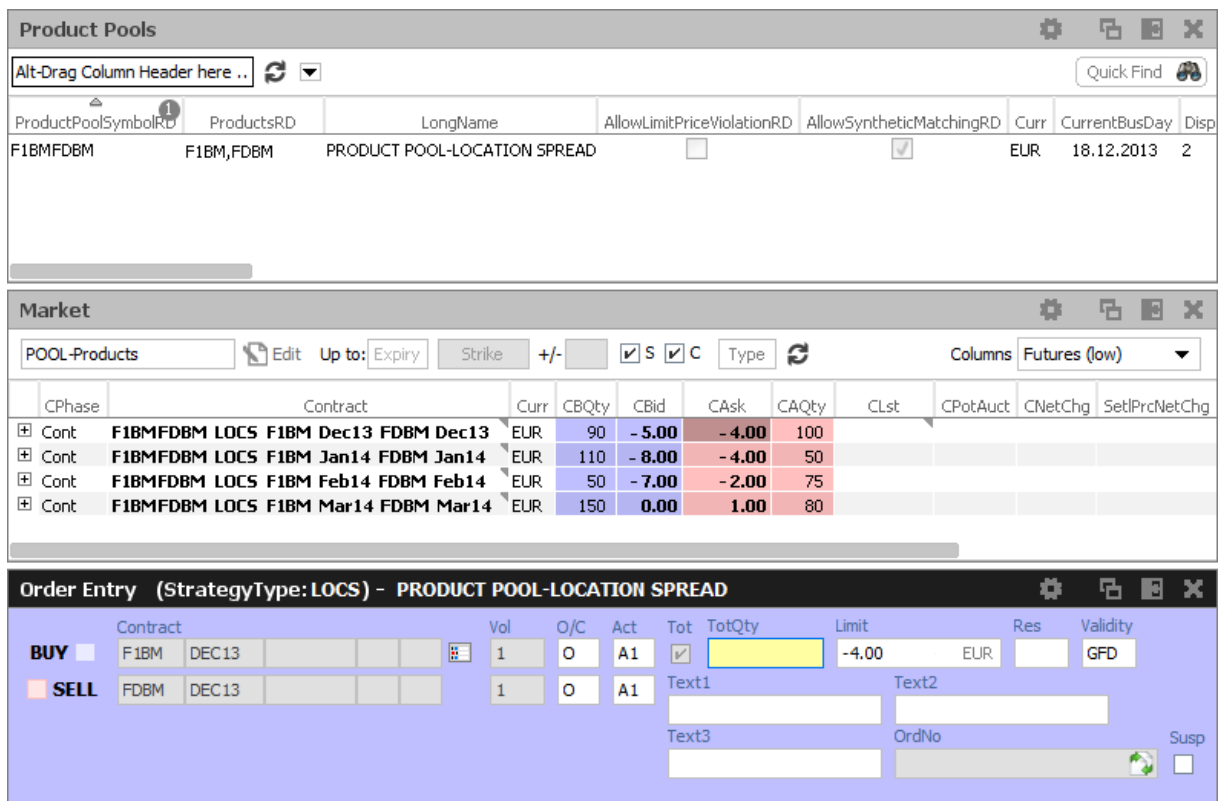 Product Pools
Alt-Drag Column Header here .. Quick Find
1
ProductPoolSymbolRD ProductsRD LongName AllowLimitPriceViolationRD AllowSyntheticMatchingRD Curr CurrentBusDay Disp
F1BMFDBM F1BM,FDBM PRODUCT POOL-LOCATION SPREAD EUR 18.12.2013 2
Market
POOL-Products Edit Up to: Expiry Strike +/- S C Type Columns Futures (low)
CPhase Contract Curr CBQty CBid CAsk CAQty CLst CPotAuct CNetChg SetlPrcNetChg
Cont F1BMFDBM LOCS F1BM Dec13 FDBM Dec13 EUR 90 - 5.00 - 4.00 100
Cont F1BMFDBM LOCS F1BM Jan14 FDBM Jan14 EUR 110 - 8.00 - 4.00 50
Cont F1BMFDBM LOCS F1BM Feb14 FDBM Feb14 EUR 50 - 7.00 - 2.00 75
Cont F1BMFDBM LOCS F1BM Mar14 FDBM Mar14 EUR 150 0.00 1.00 80
Order Entry (StrategyType: LOCS) - PRODUCT POOL-LOCATION SPREAD
Contract Vol O/C Act Tot TotQty Limit Res Validity
BUY F1BM DEC13 1 O A1 -4.00 EUR GFD
SELL FDBM DEC13 1 O A1 Text1 Text2
Text3 OrdNo Susp